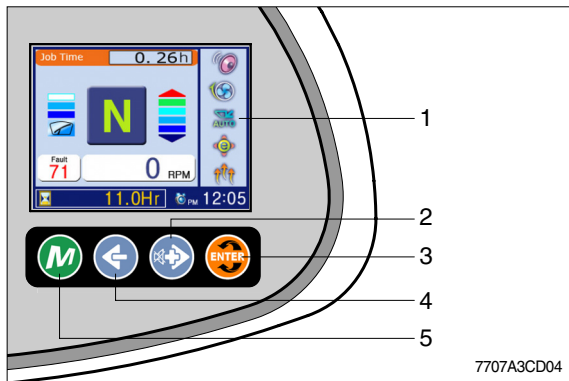 Job Time 0.26h
N
AUTO
e
Fault
71
0 RPM
11.0Hr PM 12:05
M
ENTER
1
2
3
4
5
7707A3CD04